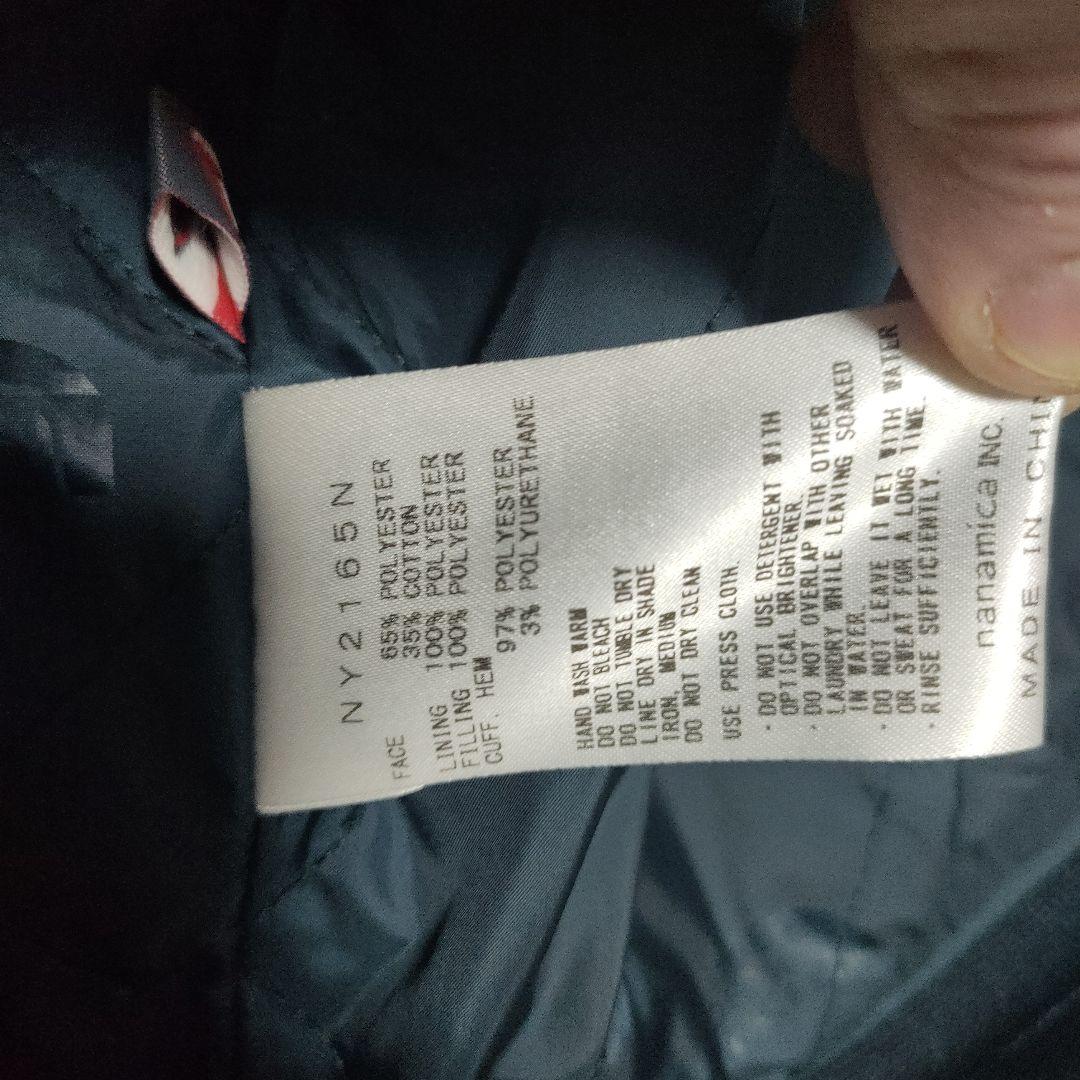 NY2165N
FACE 65% POLYESTER
35% COTTON
LINING 100% POLYESTER
FILLING 100% POLYESTER
CUFF. HEM
97% POLYESTER
3% POLYURETHANE.
HAND WASH WARM
DO NOT BLEACH
DO NOT TUMBLE DRY
LINE DRY IN SHADE
IRON, MEDIUM
DO NOT DRY CLEAN
USE PRESS CLOTH.
· DO NOT USE DETERGENT WITH
OPTICAL BRIGHTENER.
· DO NOT OVERLAP WITH OTHER
LAUNDRY WHILE LEAVING SOAKED
IN WATER.
· DO NOT LEAVE IT WET WITH WATER
OR SWEAT FOR A LONG TIME.
· RINSE SUFFICIENTLY.
nanamica INC.
MADE IN CHIN